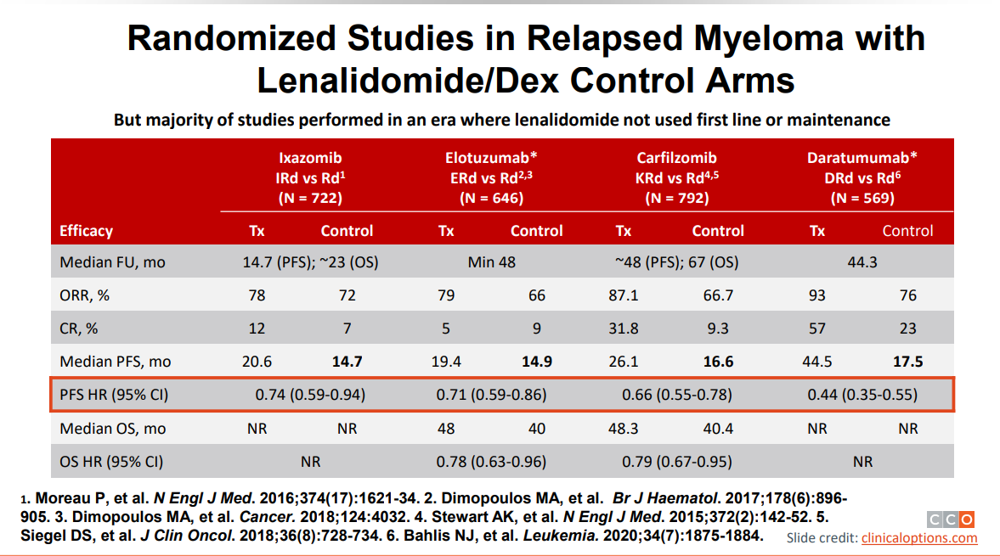 Randomized Studies in Relapsed Myeloma with
Lenalidomide/Dex Control Arms
But majority of studies performed in an era where lenalidomide not used first line or maintenance
Ixazomib Elotuzumab* Carfilzomib Daratumumab*
IRd vs Rd1 ERd vs Rd2,3 KRd vs Rd4,5 DRd vs Rd6
(N = 722) (N = 646) (N = 792) (N = 569)
Efficacy Tx Control Tx Control Tx Control Tx Control
Median FU, mo 14.7 (PFS); ~23 (OS) Min 48 ~48 (PFS); 67 (OS) 44.3
ORR, % 78 72 79 66 87.1 66.7 93 76
CR, % 12 7 5 9 31.8 9.3 57 23
Median PFS, mo 20.6 14.7 19.4 14.9 26.1 16.6 44.5 17.5
PFS HR (95% CI) 0.74 (0.59-0.94) 0.71 (0.59-0.86) 0.66 (0.55-0.78) 0.44 (0.35-0.55)
Median OS, mo NR NR 48 40 48.3 40.4 NR NR
OS HR (95% CI) NR 0.78 (0.63-0.96) 0.79 (0.67-0.95) NR
1. Moreau P, et al. N Engl J Med. 2016;374(17):1621-34. 2. Dimopoulos MA, et al. Br J Haematol. 2017;178(6):896-
905. 3. Dimopoulos MA, et al. Cancer. 2018;124:4032. 4. Stewart AK, et al. N Engl J Med. 2015;372(2):142-52. 5.
Siegel DS, et al. J Clin Oncol. 2018;36(8):728-734. 6. Bahlis NJ, et al. Leukemia. 2020;34(7):1875-1884.
CCO
Slide credit: clinicaloptions.com